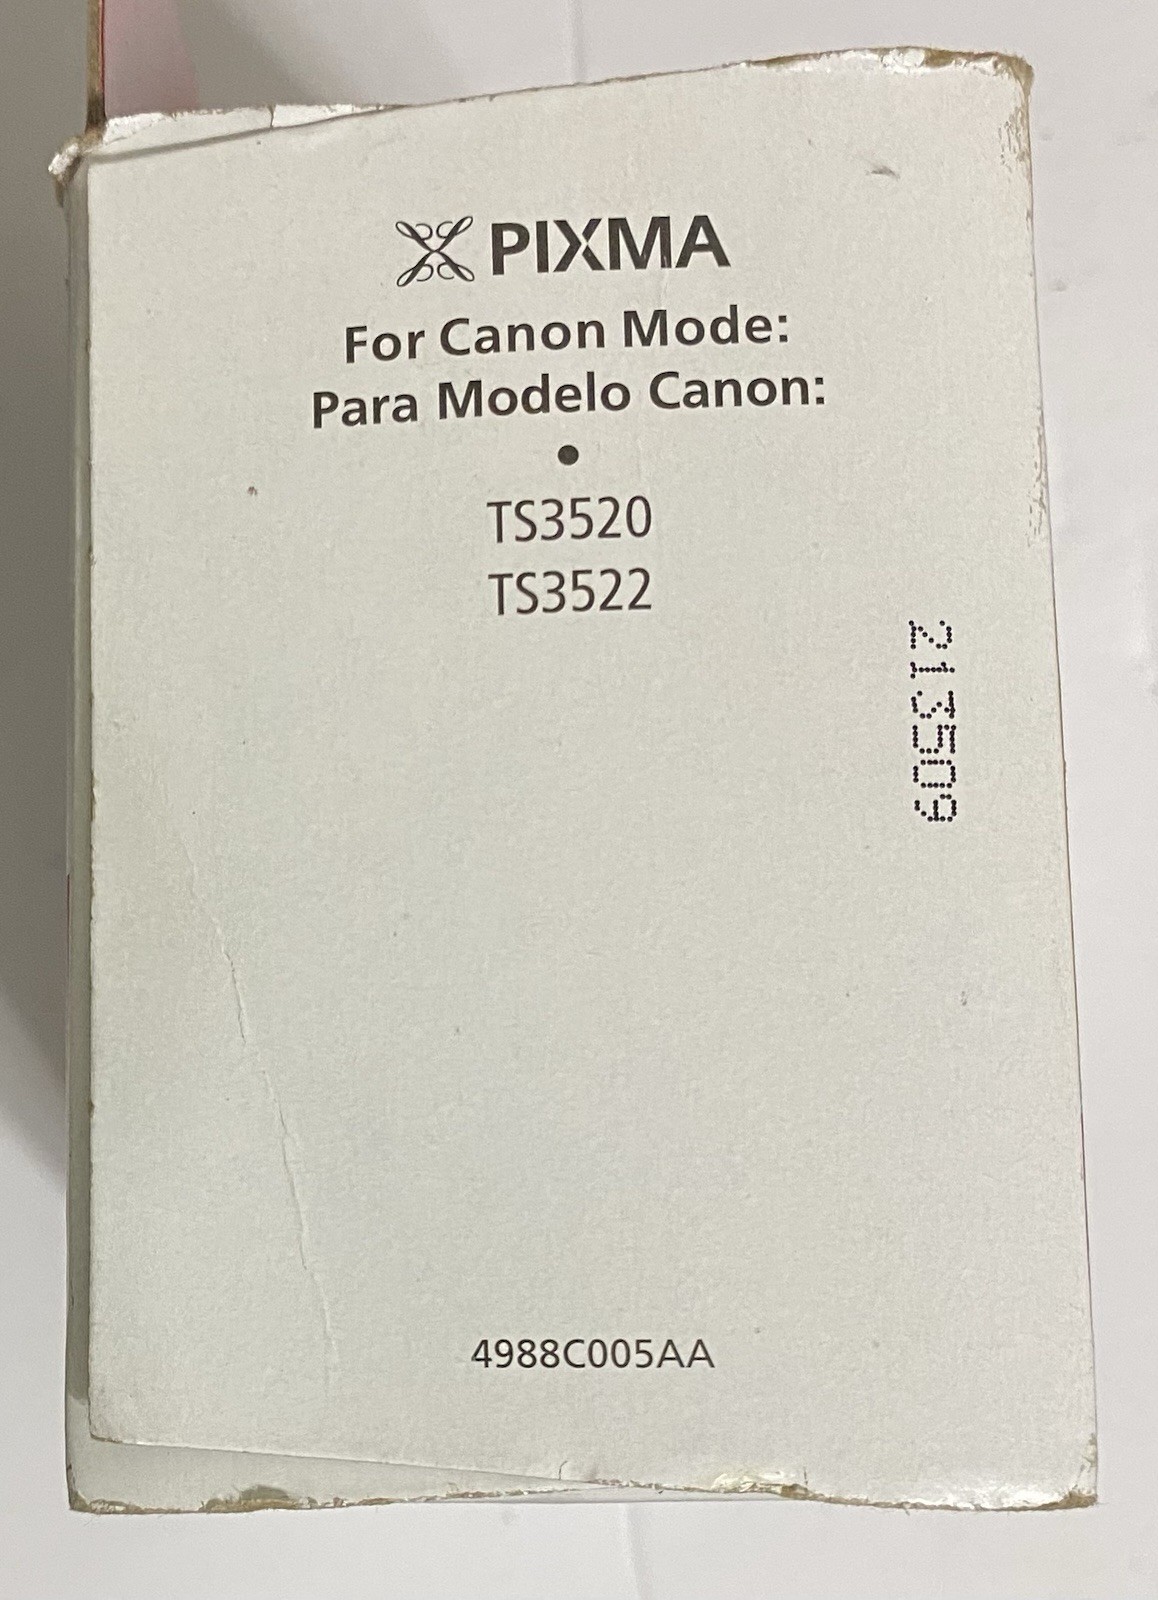 PIXMA
For Canon Mode:
Para Modelo Canon:
•
TS3520
TS3522
213509
4988C005AA